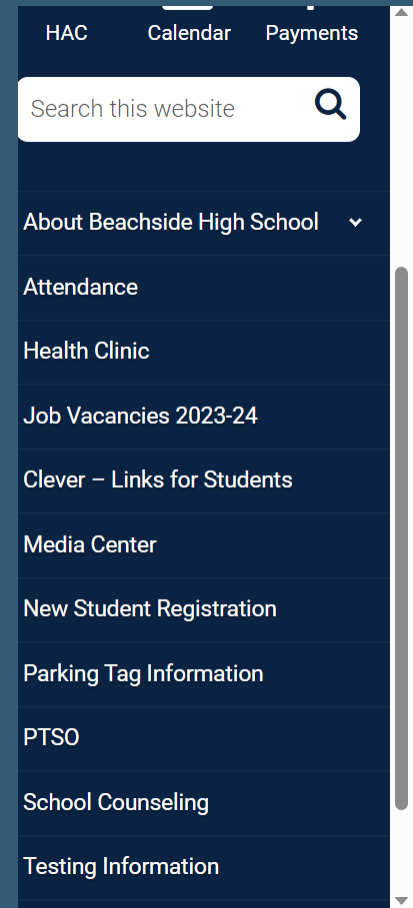 HAC Calendar Payments
Search this website
About Beachside High School
Attendance
Health Clinic
Job Vacancies 2023-24
Clever – Links for Students
Media Center
New Student Registration
Parking Tag Information
PTSO
School Counseling
Testing Information